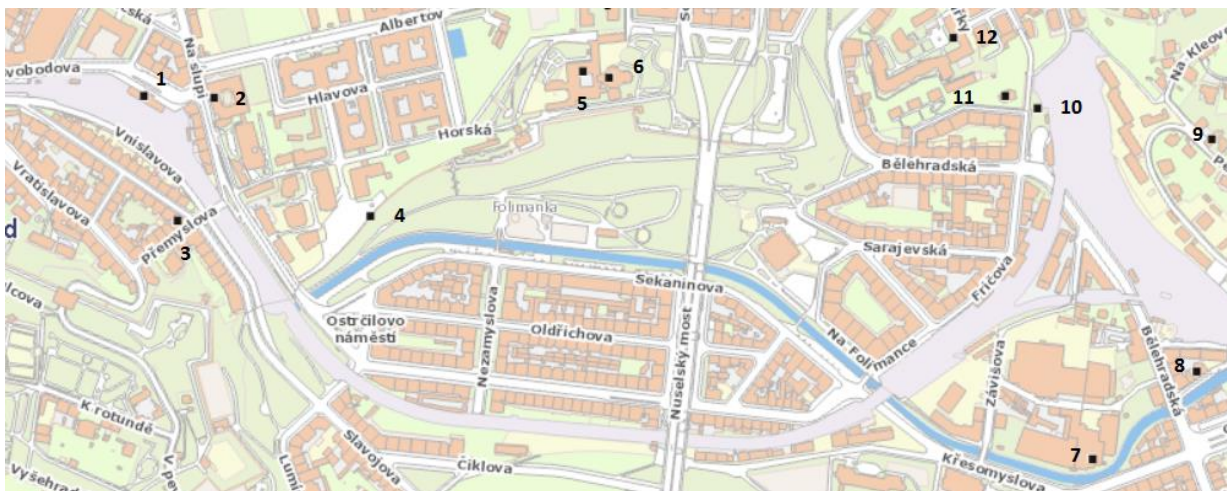 Albertov
12
Na slupi
Na Kleov
1
6
2
5
11
10
Hlavova
Horská
9
Vnislavova
Bělehradská
Vratislavova
4
Folimanka
Přemyslova
3
Sarajevská
Sekaninova
Fričova
Ostrčilovo
náměstí
Oldřichova
Nezamyslova
Nuselský most
Na Folimance
Bělehradská
8
Závišova
K rotundě
Slavojova
Čiklova
7
Křesomyslova